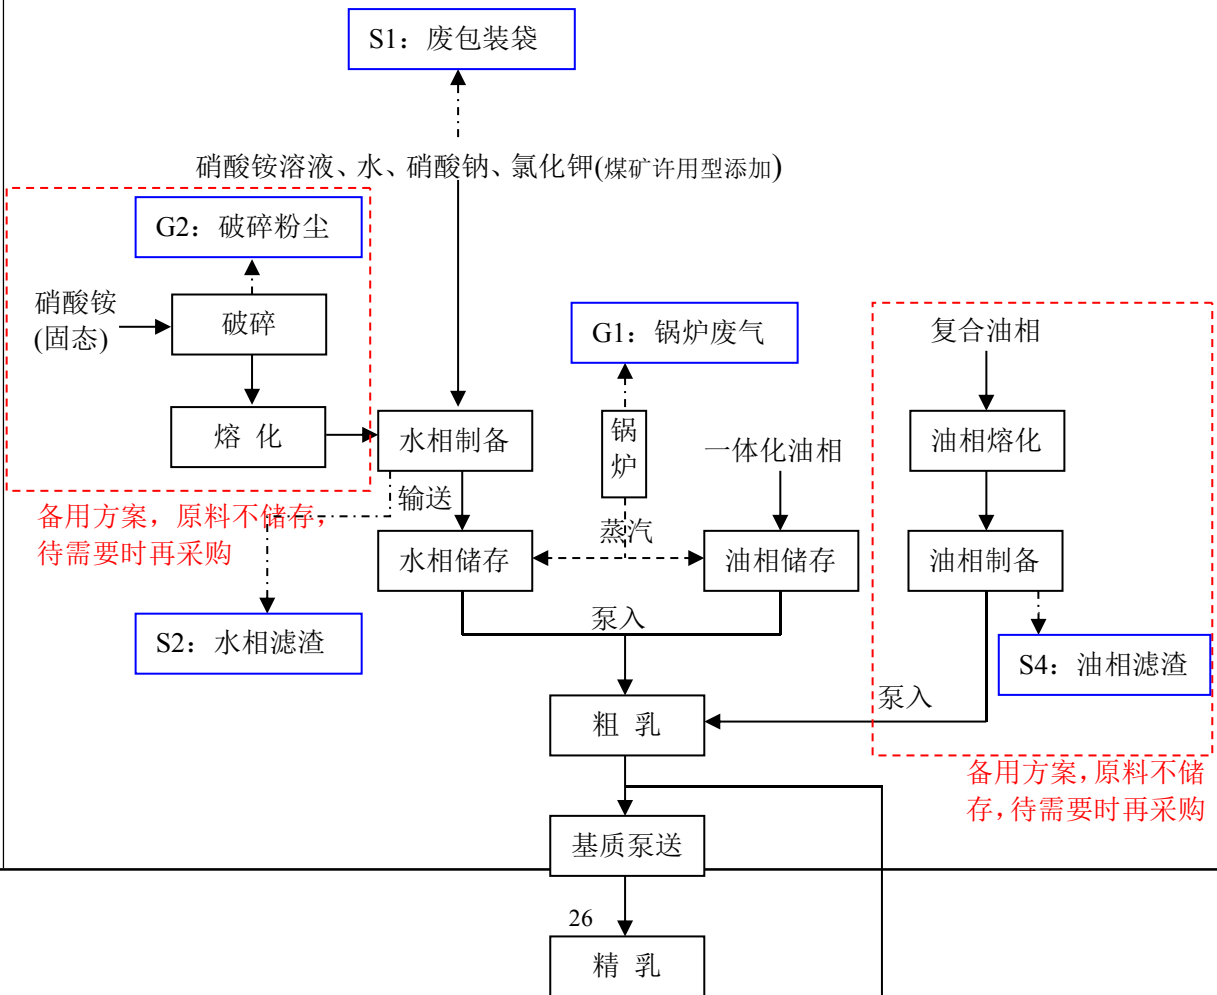 S1：废包装袋
硝酸铵溶液、水、硝酸钠、氯化钾(煤矿许用型添加)
G2：破碎粉尘
硝酸铵
(固态)
破碎
熔 化
G1：锅炉废气
锅
炉
复合油相
水相制备
一体化油相
油相熔化
输送
备用方案，原料不储存，
待需要时再采购
蒸汽
水相储存
油相储存
油相制备
泵入
S2：水相滤渣
S4：油相滤渣
泵入
粗 乳
备用方案,原料不储
存,待需要时再采购
基质泵送
26
精 乳